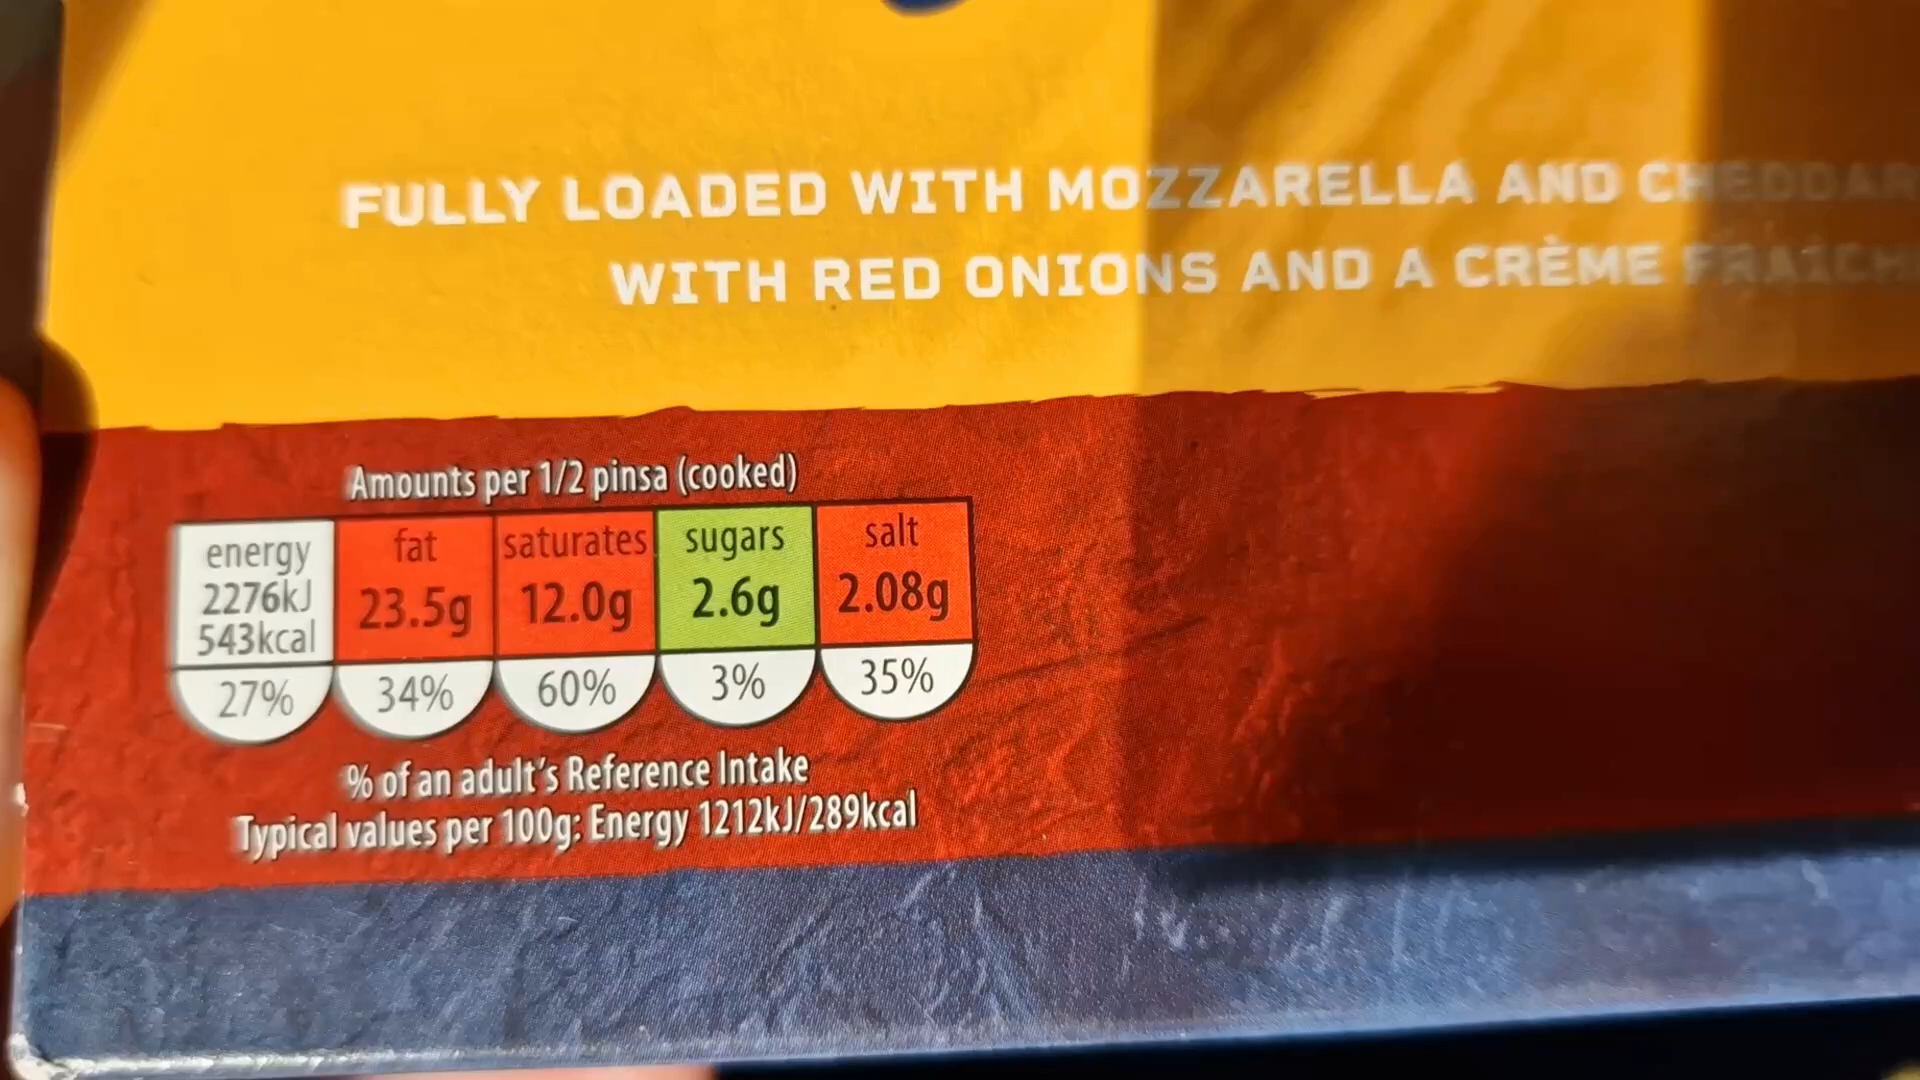 FULLY LOADED WITH MOZZARELLA AND CHEDDAR
WITH RED ONIONS AND A CRÈME FRAÎCH
Amounts per 1/2 pinsa (cooked)
energy fat saturates sugars salt
2276kJ 23.5g 12.0g 2.6g 2.08g
543kcal
27% 34% 60% 3% 35%
% of an adult's Reference Intake
Typical values per 100g: Energy 1212kJ/289kcal